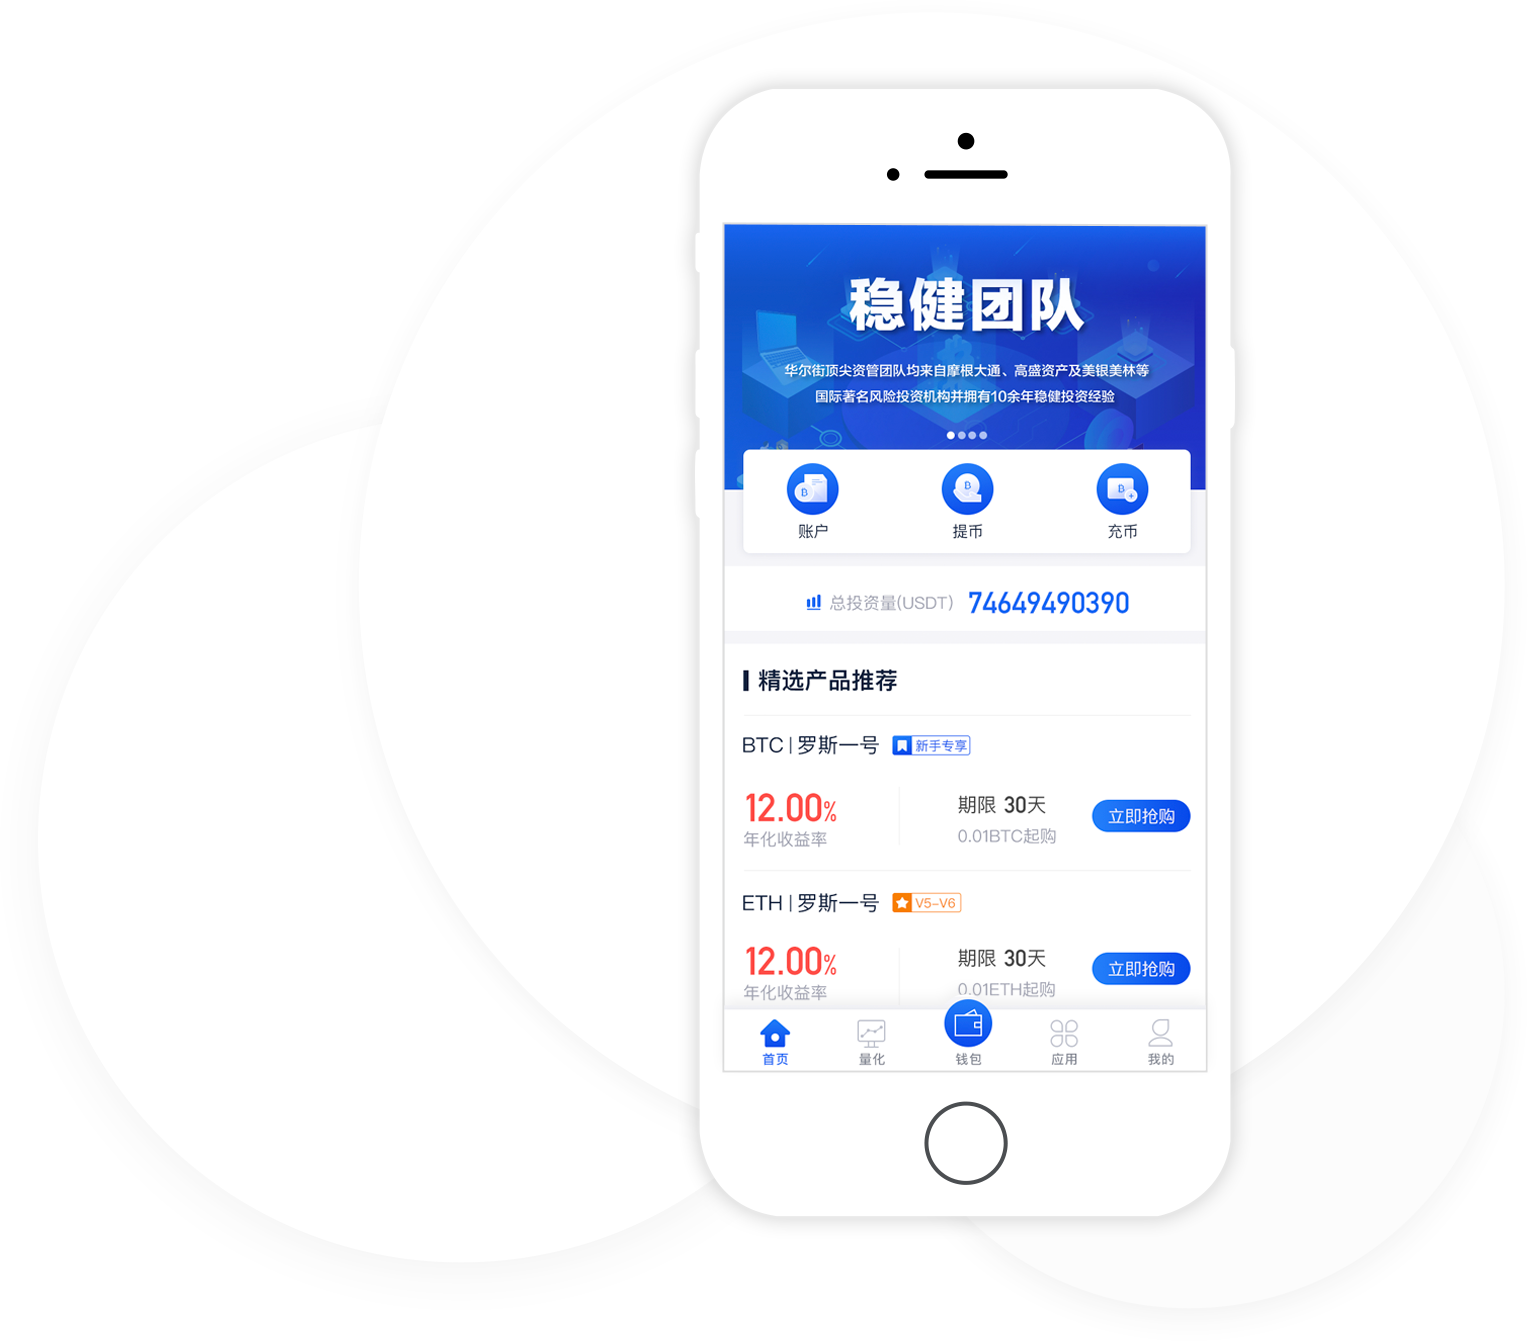 稳健团队
华尔街顶尖资管团队均来自摩根大通、高盛资产及美银美林等
国际著名风险投资机构并拥有10余年稳健投资经验
账户 提币 充币
总投资量(USDT) 74649490390
精选产品推荐
BTC | 罗斯一号 新手专享
12.00% 期限 30天 立即抢购
年化收益率 0.01BTC起购
ETH | 罗斯一号 V5-V6
12.00% 期限 30天 立即抢购
年化收益率 0.01ETH起购
首页 量化 钱包 应用 我的